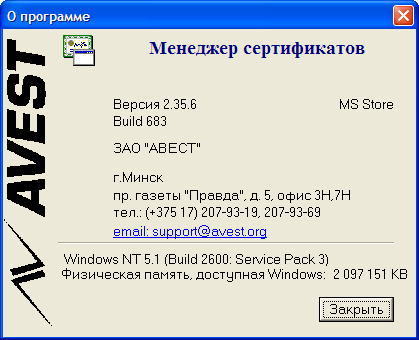 О программе
AVEST
Менеджер сертификатов
Версия 2.35.6 MS Store
Build 683
ЗАО "АВЕСТ"
г.Минск
пр. газеты "Правда", д. 5, офис 3Н,7Н
тел.: (+375 17) 207-93-19, 207-93-69
email: support@avest.org
Windows NT 5.1 (Build 2600: Service Pack 3)
Физическая память, доступная Windows: 2 097 151 KB
Закрыть